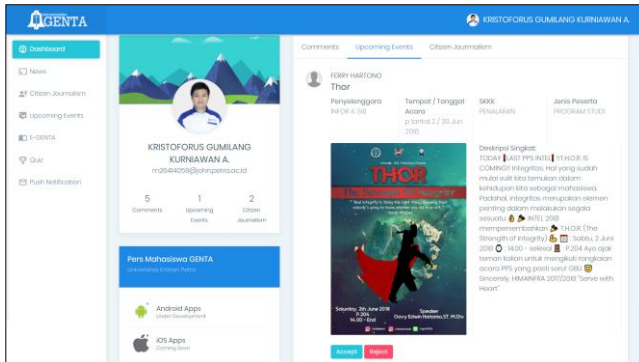 GENTA
KRISTOFORUS GUMILANG KURNIAWAN A.
Dashboard
News
Citizen Journalism
Upcoming Events
E-GENTA
Quiz
Push Notification
KRISTOFORUS GUMILANG
KURNIAWAN A.
m26414059@john.petra.ac.id
5
Comments
1
Upcoming
Events
2
Citizen
Journalism
Pers Mahasiswa GENTA
Universitas Kristen Petra
Android Apps
Under Development
iOS Apps
Coming Soon
Comments
Upcoming Events
Citizen Journalism
FERRY HARTONO
Thor
Penyelenggara
INFOR & SIB
Tempat / Tanggal
Acara
p lantai 2 / 30 Jun
2018
SKKK
PENALARAN
Jenis Peserta
PROGRAM STUDI
THOR
The Strength of Integrity
Saturday, 2th June 2018
P.204
14.00 - End
Speaker
Deskripsi Singkat:
TODAY LAST PPS INTEL T.H.O.R. IS
COMING!! Integritas. Hal yang sudah
mulai sulit kita temukan dalam
kehidupan kita sebagai mahasiswa.
Padahal, integritas merupakan elemen
penting dalam melakukan segala
sesuatu 👌 🎉 INTEL 2018
mempersembahkan 🎉 T.H.O.R. (The
Strength of Integrity) 💪 📅 : Sabtu, 2 Juni
2018 ⏰ : 14.00 - selesai 🏢 : P.204 Ayo ajak
teman kalian untuk mengikuti rangkaian
acara PPS yang pasti seru! GBU 😇
Sincerely, HIMAINFRA 2017/2018 "Serve with
Heart"
Accept
Reject